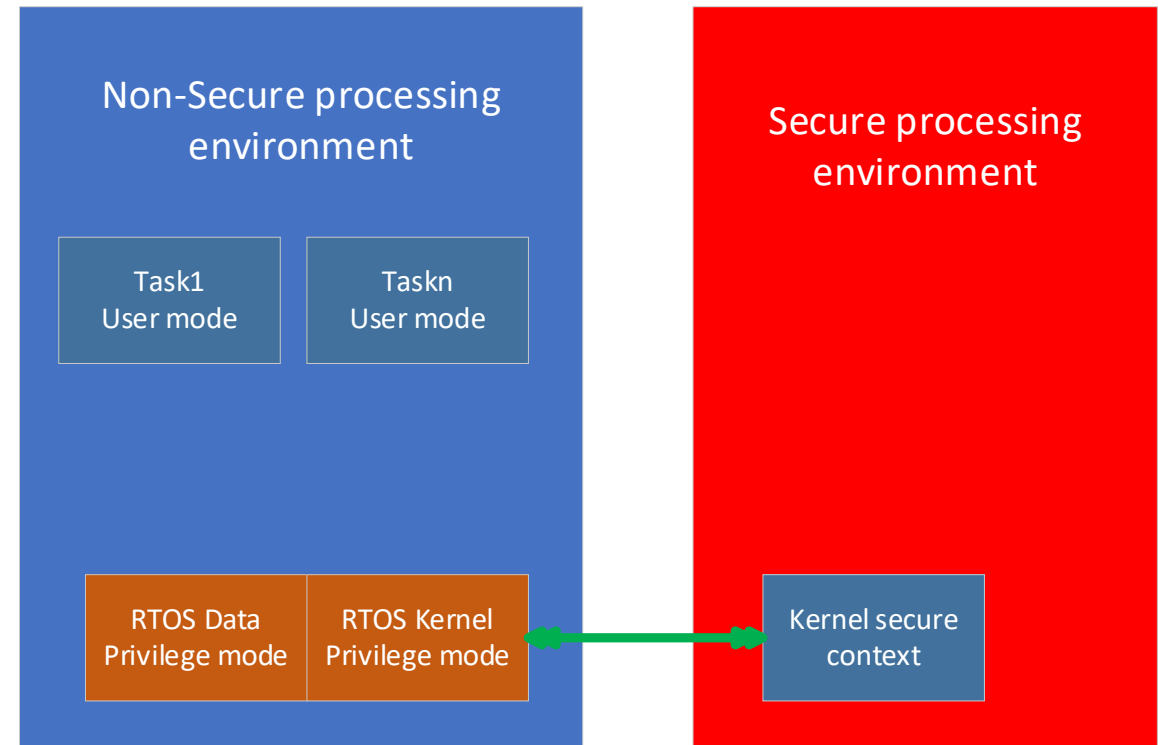 Non-Secure processing
environment
Secure processing
environment
Task1
User mode
Taskn
User mode
RTOS Data
Privilege mode
RTOS Kernel
Privilege mode
Kernel secure
context